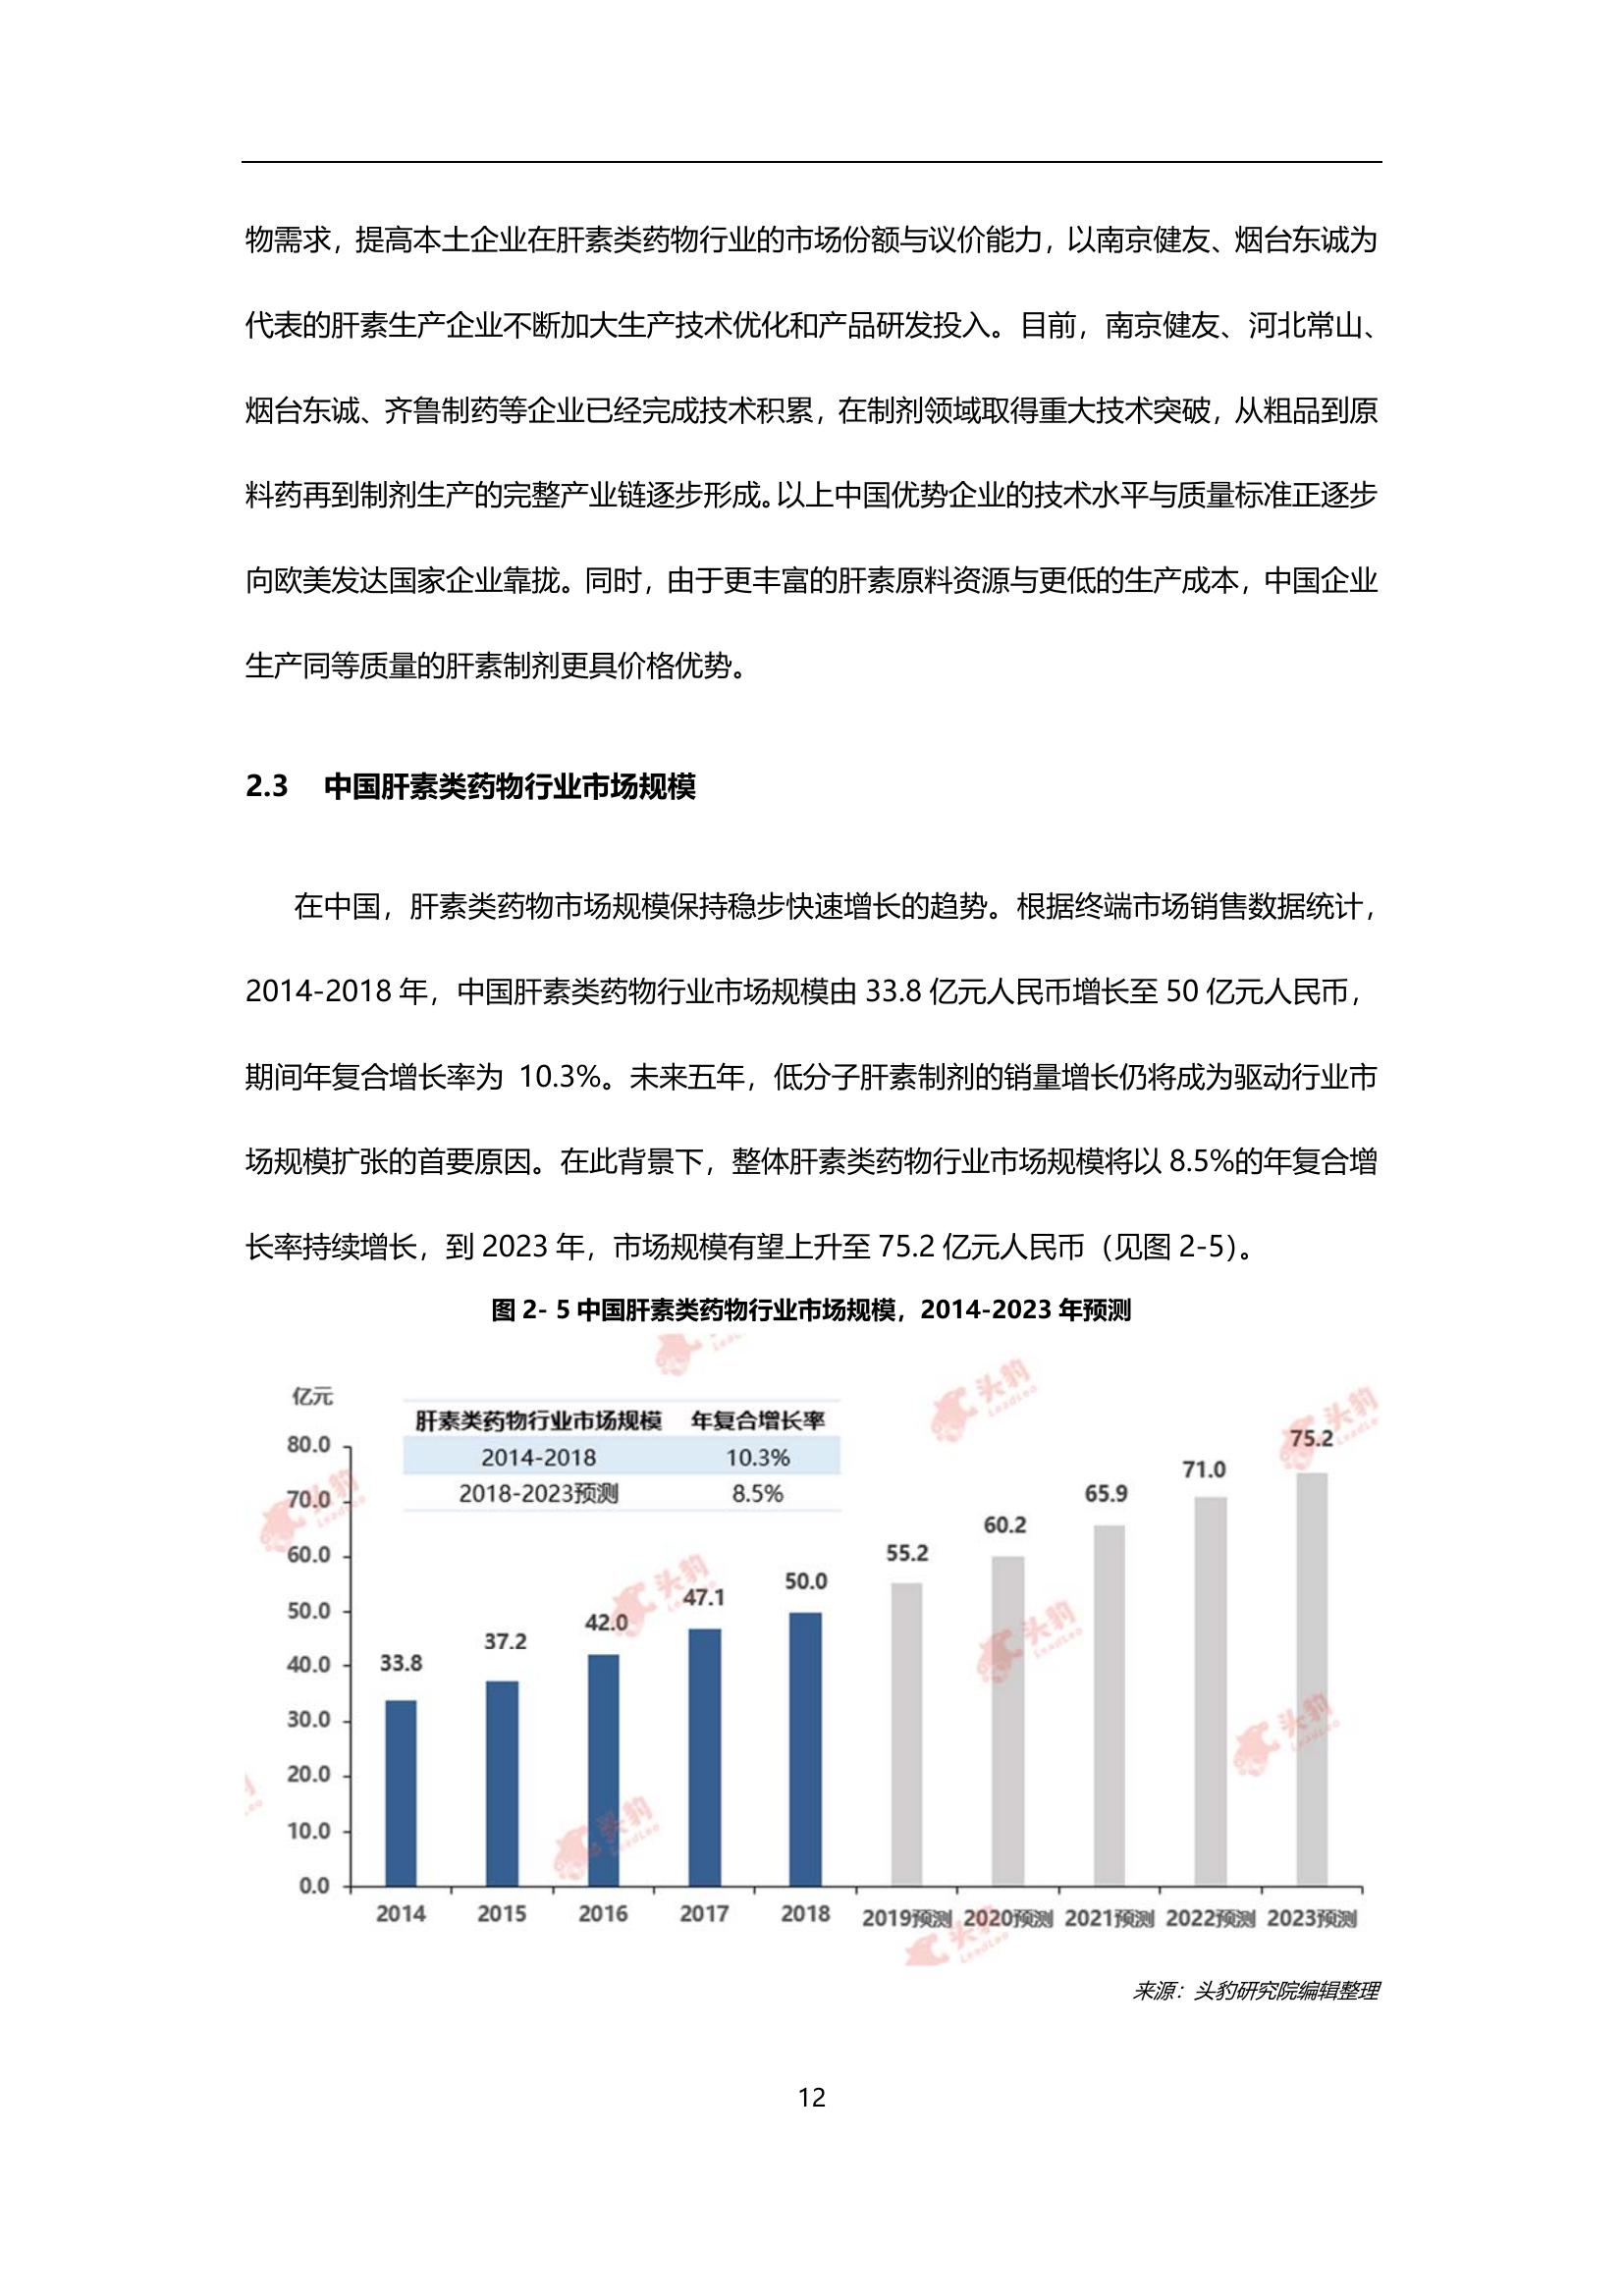 物需求，提高本土企业在肝素类药物行业的市场份额与议价能力，以南京健友、烟台东诚为
代表的肝素生产企业不断加大生产技术优化和产品研发投入。目前，南京健友、河北常山、
烟台东诚、齐鲁制药等企业已经完成技术积累，在制剂领域取得重大技术突破，从粗品到原
料药再到制剂生产的完整产业链逐步形成。以上中国优势企业的技术水平与质量标准正逐步
向欧美发达国家企业靠拢。同时，由于更丰富的肝素原料资源与更低的生产成本，中国企业
生产同等质量的肝素制剂更具价格优势。
2.3 中国肝素类药物行业市场规模
在中国，肝素类药物市场规模保持稳步快速增长的趋势。根据终端市场销售数据统计，
2014-2018 年，中国肝素类药物行业市场规模由 33.8 亿元人民币增长至 50 亿元人民币，
期间年复合增长率为 10.3%。未来五年，低分子肝素制剂的销量增长仍将成为驱动行业市
场规模扩张的首要原因。在此背景下，整体肝素类药物行业市场规模将以 8.5%的年复合增
长率持续增长，到 2023 年，市场规模有望上升至 75.2 亿元人民币（见图 2-5）。
图 2- 5 中国肝素类药物行业市场规模，2014-2023 年预测
亿元
肝素类药物行业市场规模 年复合增长率
2014-2018 10.3%
2018-2023预测 8.5%
80.0
70.0
60.0
50.0
40.0
30.0
20.0
10.0
0.0
33.8
37.2
42.0
47.1
50.0
55.2
60.2
65.9
71.0
75.2
2014 2015 2016 2017 2018 2019预测 2020预测 2021预测 2022预测 2023预测
头豹
LeadLeo
头豹
LeadLeo
头豹
LeadLeo
头豹
LeadLeo
头豹
LeadLeo
头豹
LeadLeo
头豹
LeadLeo
头豹
LeadLeo
来源：头豹研究院编辑整理
12